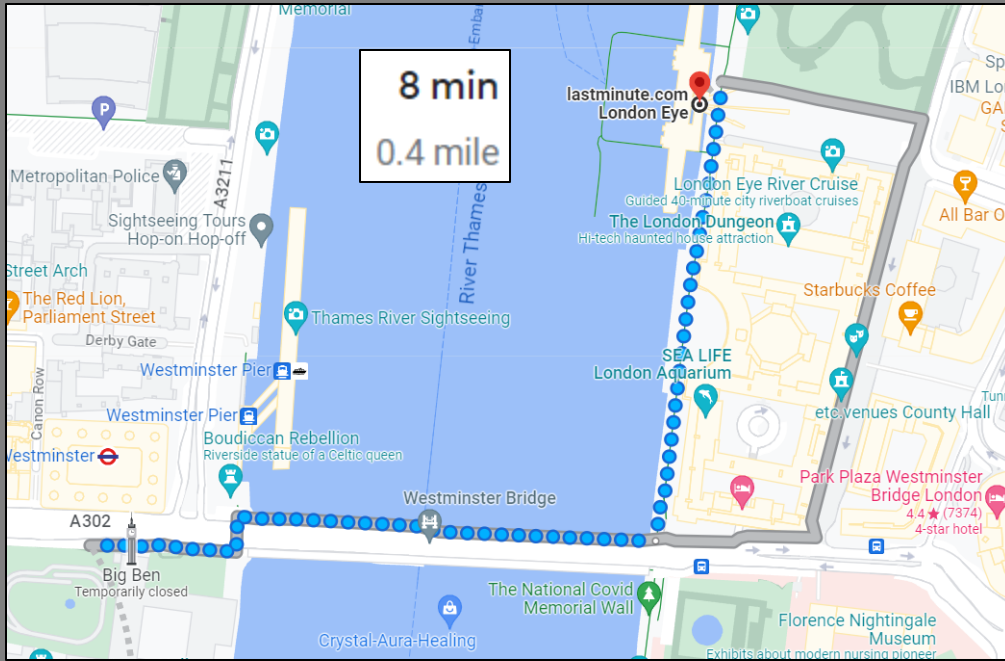 Memorial
8 min
0.4 mile
River Thames
lastminute.com
London Eye
IBM
P
Metropolitan Police
A3211
Sightseeing Tours
Hop-on Hop-off
London Eye River Cruise
Guided 40-minute city riverboat cruises
All Bar O
The London Dungeon
Hi-tech haunted house attraction
Street Arch
The Red Lion,
Parliament Street
Derby Gate
Starbucks Coffee
Thames River Sightseeing
SEA LIFE
London Aquarium
Westminster Pier
Canon Row
Westminster Pier
etc.venues County Hall
Boudiccan Rebellion
Riverside statue of a Celtic queen
Westminster
Park Plaza Westminster
Bridge London
4.4★(7374)
4-star hotel
Westminster Bridge
A302
Big Ben
Temporarily closed
The National Covid
Memorial Wall
Crystal-Aura-Healing
Florence Nightingale
Museum
Exhibits about modern nursing pioneer